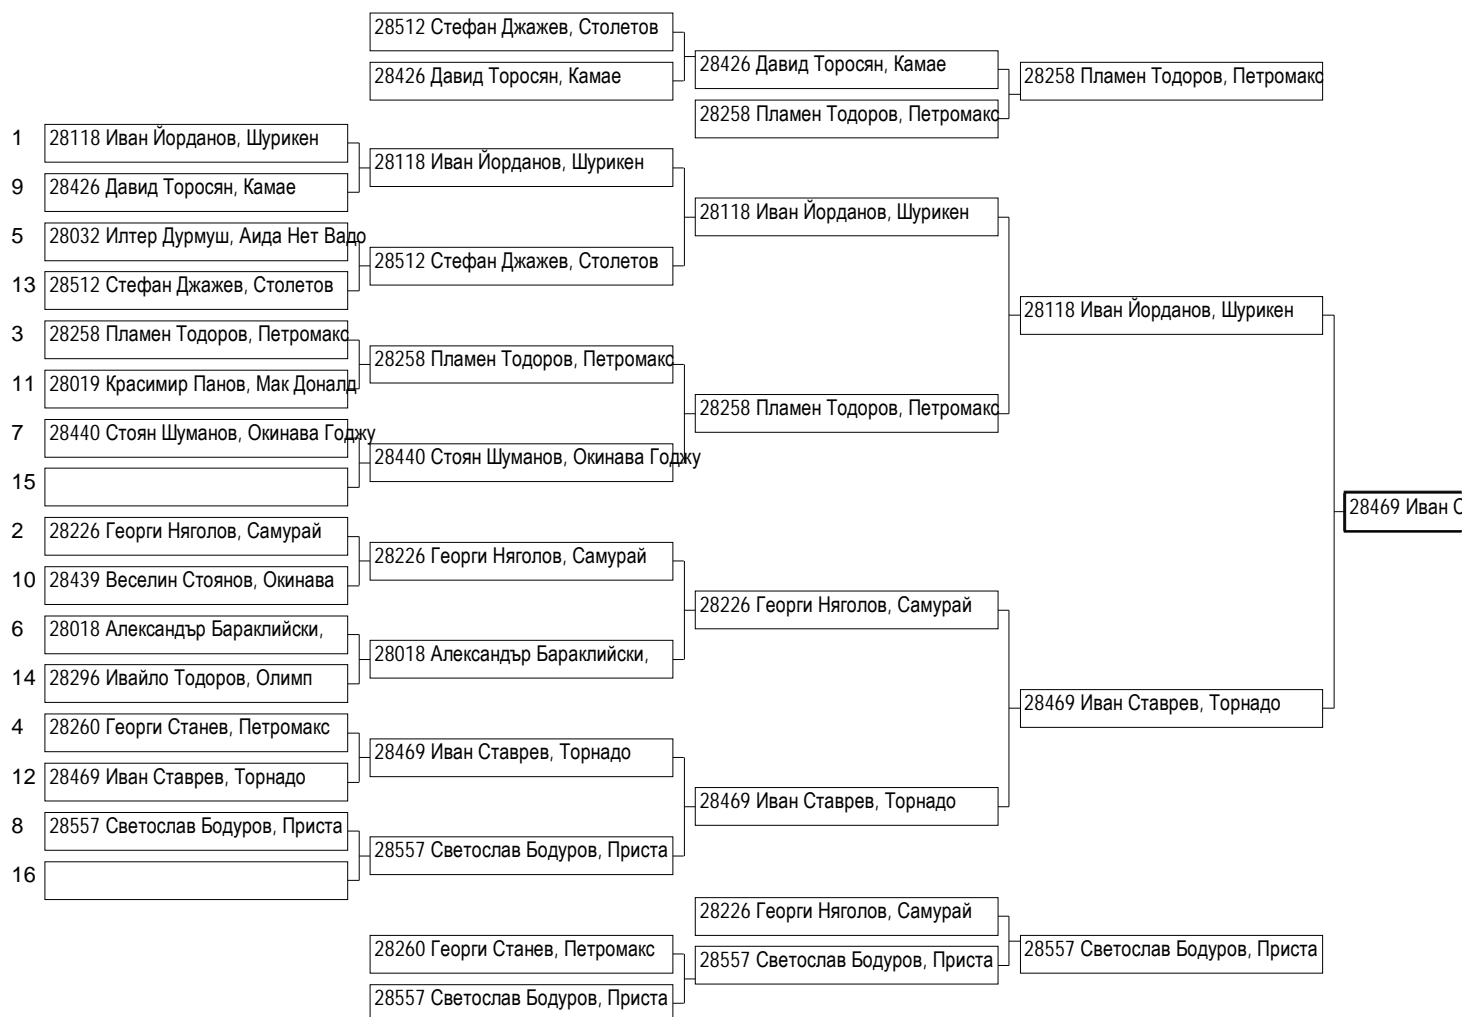 28512 Стефан Джажев, Столетов
28426 Давид Торосян, Камае
28426 Давид Торосян, Камае
28258 Пламен Тодоров, Петромакс
28258 Пламен Тодоров, Петромакс
1 28118 Иван Йорданов, Шурикен
9 28426 Давид Торосян, Камае
5 28032 Илтер Дурмуш, Аида Нет Вадо
13 28512 Стефан Джажев, Столетов
3 28258 Пламен Тодоров, Петромакс
11 28019 Красимир Панов, Мак Доналд
7 28440 Стоян Шуманов, Окинава Годжу
15
2 28226 Георги Няголов, Самурай
10 28439 Веселин Стоянов, Окинава
6 28018 Александър Бараклийски,
14 28296 Ивайло Тодоров, Олимп
4 28260 Георги Станев, Петромакс
12 28469 Иван Ставрев, Торнадо
8 28557 Светослав Бодуров, Приста
16
28118 Иван Йорданов, Шурикен
28512 Стефан Джажев, Столетов
28258 Пламен Тодоров, Петромакс
28440 Стоян Шуманов, Окинава Годжу
28226 Георги Няголов, Самурай
28018 Александър Бараклийски,
28469 Иван Ставрев, Торнадо
28557 Светослав Бодуров, Приста
28118 Иван Йорданов, Шурикен
28258 Пламен Тодоров, Петромакс
28226 Георги Няголов, Самурай
28469 Иван Ставрев, Торнадо
28118 Иван Йорданов, Шурикен
28469 Иван Ставрев, Торнадо
28469 Иван С
28260 Георги Станев, Петромакс
28557 Светослав Бодуров, Приста
28226 Георги Няголов, Самурай
28557 Светослав Бодуров, Приста
28557 Светослав Бодуров, Приста